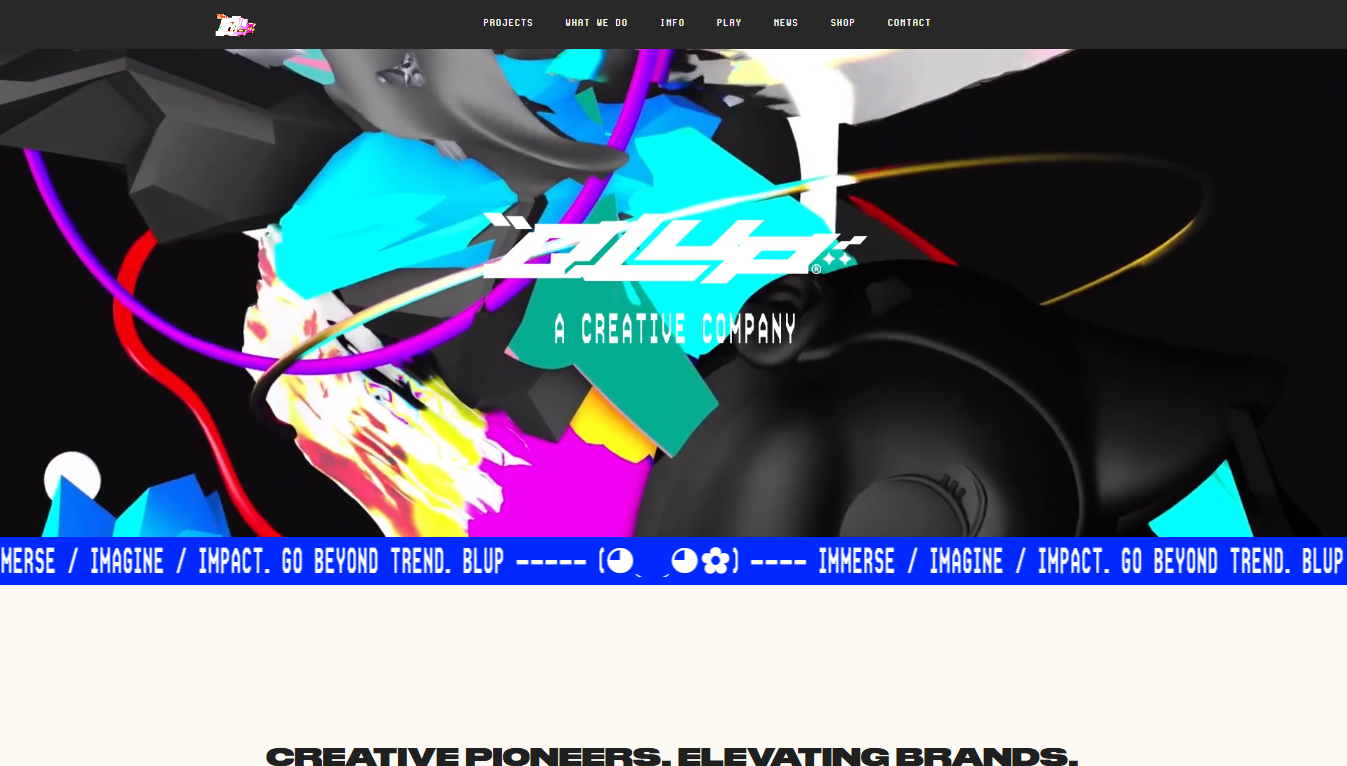 PROJECTS WHAT WE DO INFO PLAY NEWS SHOP CONTACT
BLUP®
A CREATIVE COMPANY
MERSE / IMAGINE / IMPACT. GO BEYOND TREND. BLUP ----- (◕‿◕✿) ---- IMMERSE / IMAGINE / IMPACT. GO BEYOND TREND. BLUP
CREATIVE PIONEERS. ELEVATING BRANDS.